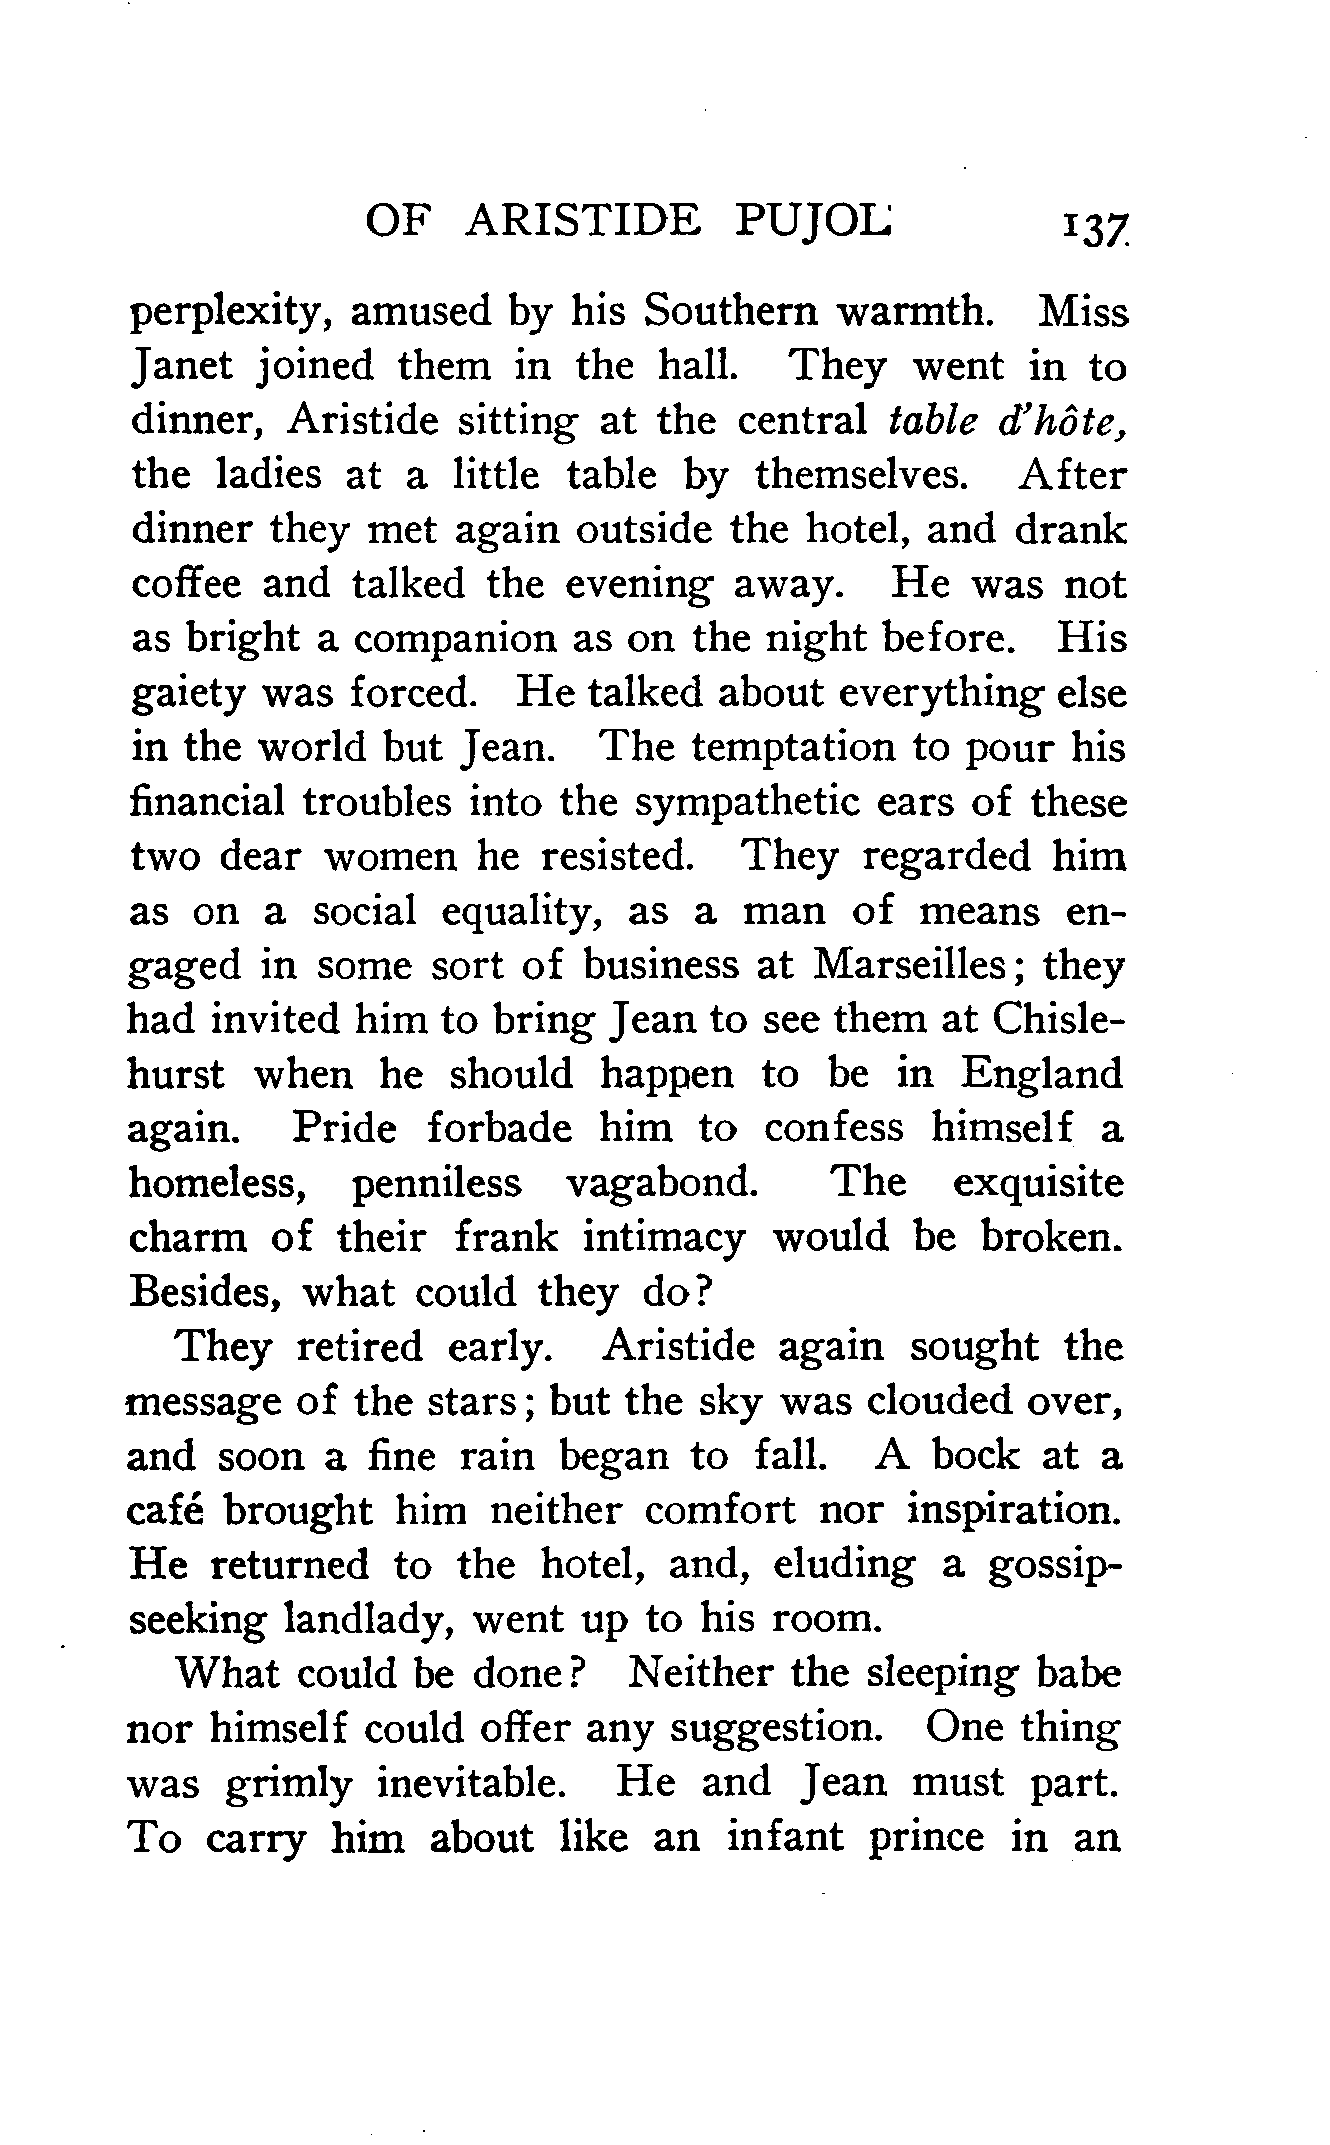 OF ARISTIDE PUJOL 137
perplexity, amused by his Southern warmth. Miss
Janet joined them in the hall. They went in to
dinner, Aristide sitting at the central table d'hôte,
the ladies at a little table by themselves. After
dinner they met again outside the hotel, and drank
coffee and talked the evening away. He was not
as bright a companion as on the night before. His
gaiety was forced. He talked about everything else
in the world but Jean. The temptation to pour his
financial troubles into the sympathetic ears of these
two dear women he resisted. They regarded him
as on a social equality, as a man of means en-
gaged in some sort of business at Marseilles; they
had invited him to bring Jean to see them at Chisle-
hurst when he should happen to be in England
again. Pride forbade him to confess himself a
homeless, penniless vagabond. The exquisite
charm of their frank intimacy would be broken.
Besides, what could they do?
They retired early. Aristide again sought the
message of the stars; but the sky was clouded over,
and soon a fine rain began to fall. A bock at a
café brought him neither comfort nor inspiration.
He returned to the hotel, and, eluding a gossip-
seeking landlady, went up to his room.
What could be done? Neither the sleeping babe
nor himself could offer any suggestion. One thing
was grimly inevitable. He and Jean must part.
To carry him about like an infant prince in an